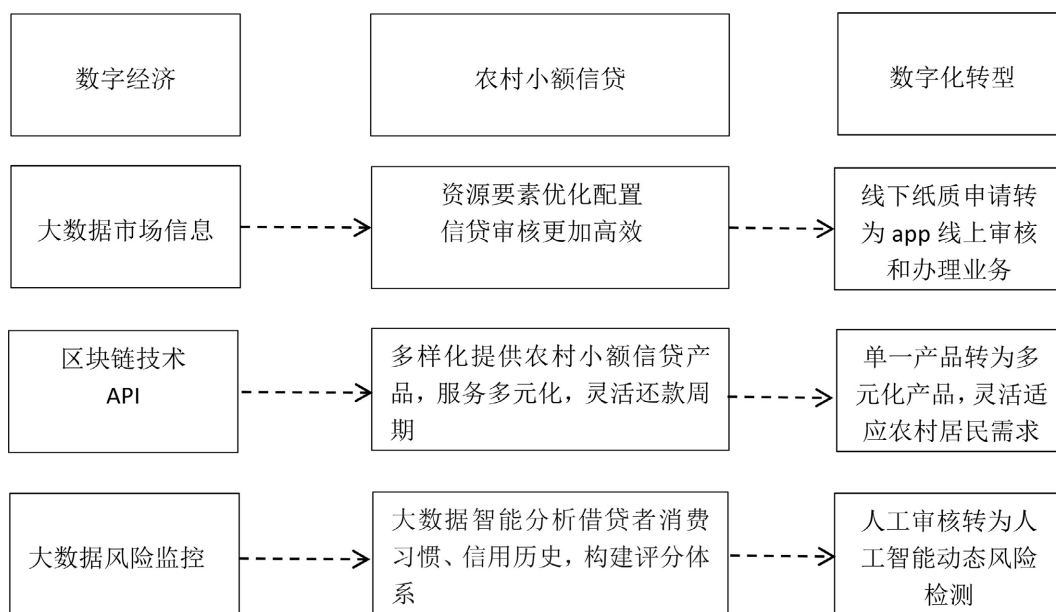 数字经济
农村小额信贷
数字化转型
大数据市场信息
资源要素优化配置
信贷审核更加高效
线下纸质申请转
为 app 线上审核
和办理业务
区块链技术
API
多样化提供农村小额信贷产
品，服务多元化，灵活还款周
期
单一产品转为多
元化产品，灵活适
应农村居民需求
大数据风险监控
大数据智能分析借贷者消费
习惯、信用历史，构建评分体
系
人工审核转为人
工智能动态风险
检测